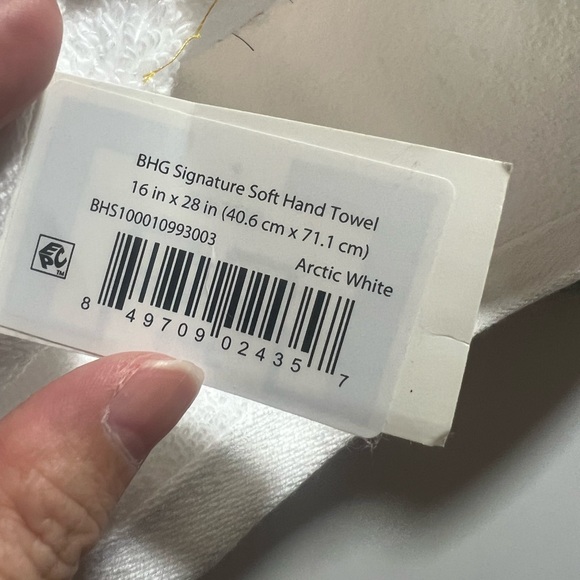 BHG Signature Soft Hand Towel
16 in x 28 in (40.6 cm x 71.1 cm)
BHS100010993003
Arctic White
EPC™
8 49709 02435 7